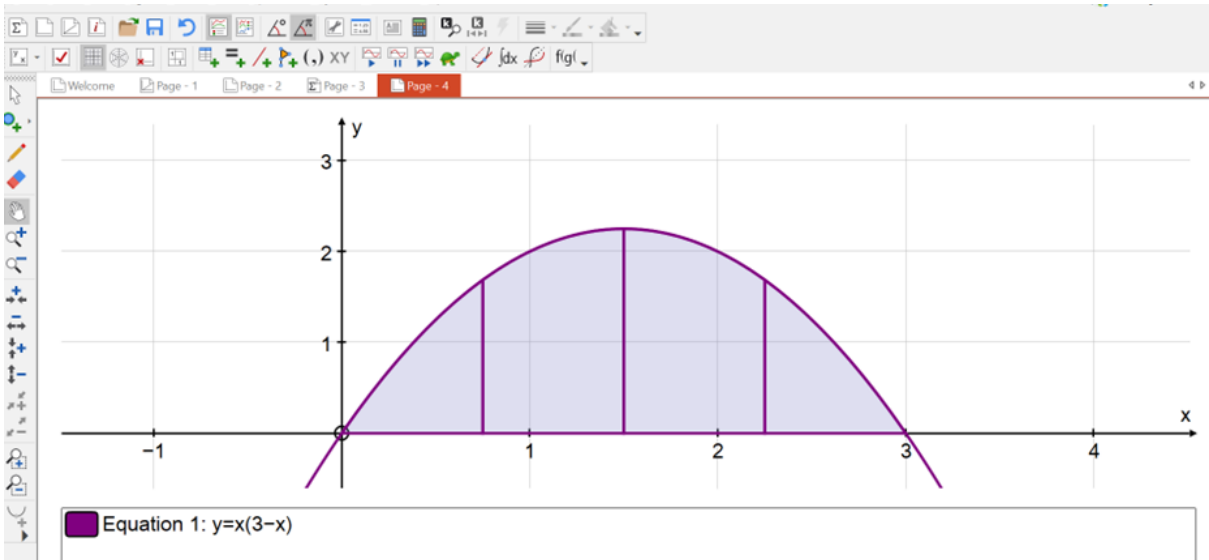 XY ∫dx f(g(
Welcome Page - 1 Page - 2 Page - 3 Page - 4
y
3
2
1
x
−1 1 2 3 4
Equation 1: y=x(3−x)